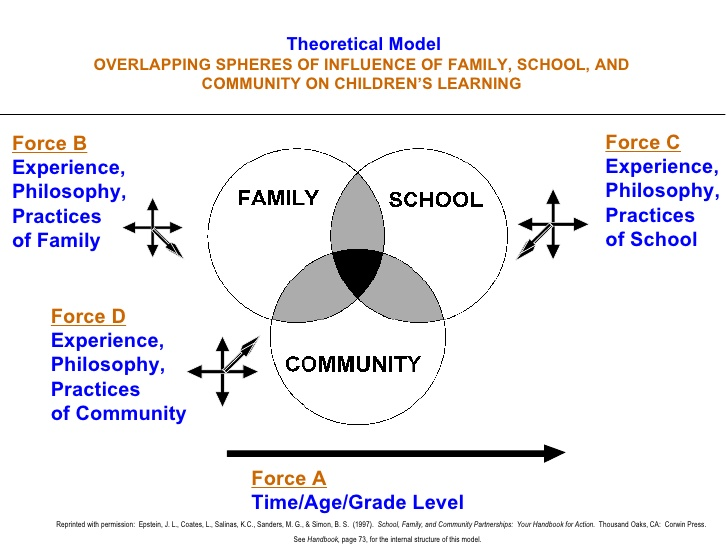 Theoretical Model
OVERLAPPING SPHERES OF INFLUENCE OF FAMILY, SCHOOL, AND
COMMUNITY ON CHILDREN’S LEARNING
Force B
Experience,
Philosophy,
Practices
of Family
FAMILY
SCHOOL
Force C
Experience,
Philosophy,
Practices
of School
Force D
Experience,
Philosophy,
Practices
of Community
COMMUNITY
Force A
Time/Age/Grade Level
Reprinted with permission: Epstein, J. L., Coates, L., Salinas, K.C., Sanders, M. G., & Simon, B. S. (1997). School, Family, and Community Partnerships: Your Handbook for Action. Thousand Oaks, CA: Corwin Press.
See Handbook, page 73, for the internal structure of this model.